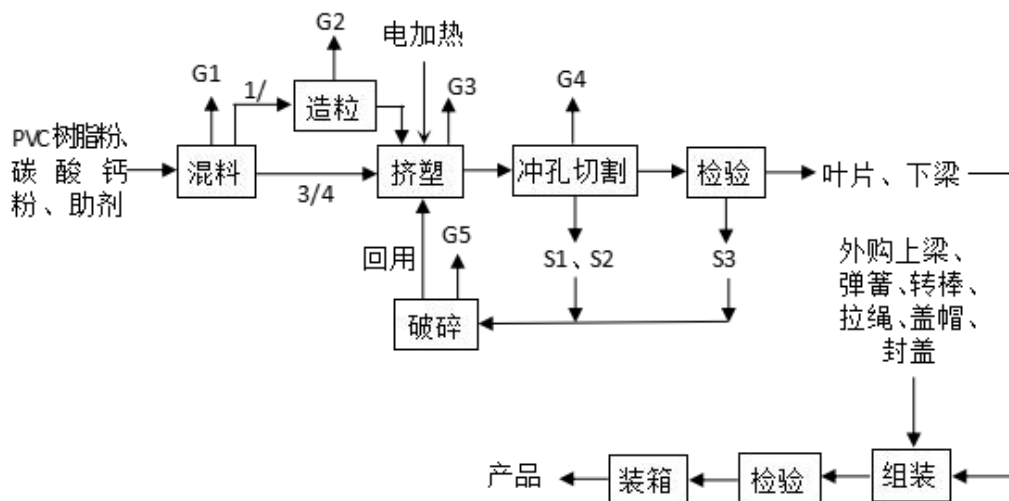 G2
电加热
G1
1/
造粒
G3
G4
PVC树脂粉、
碳酸钙
粉、助剂
混料
3/4
挤塑
冲孔切割
检验
叶片、下梁
回用
G5
S1、S2
S3
破碎
外购上梁、
弹簧、转棒、
拉绳、盖帽、
封盖
产品
装箱
检验
组装